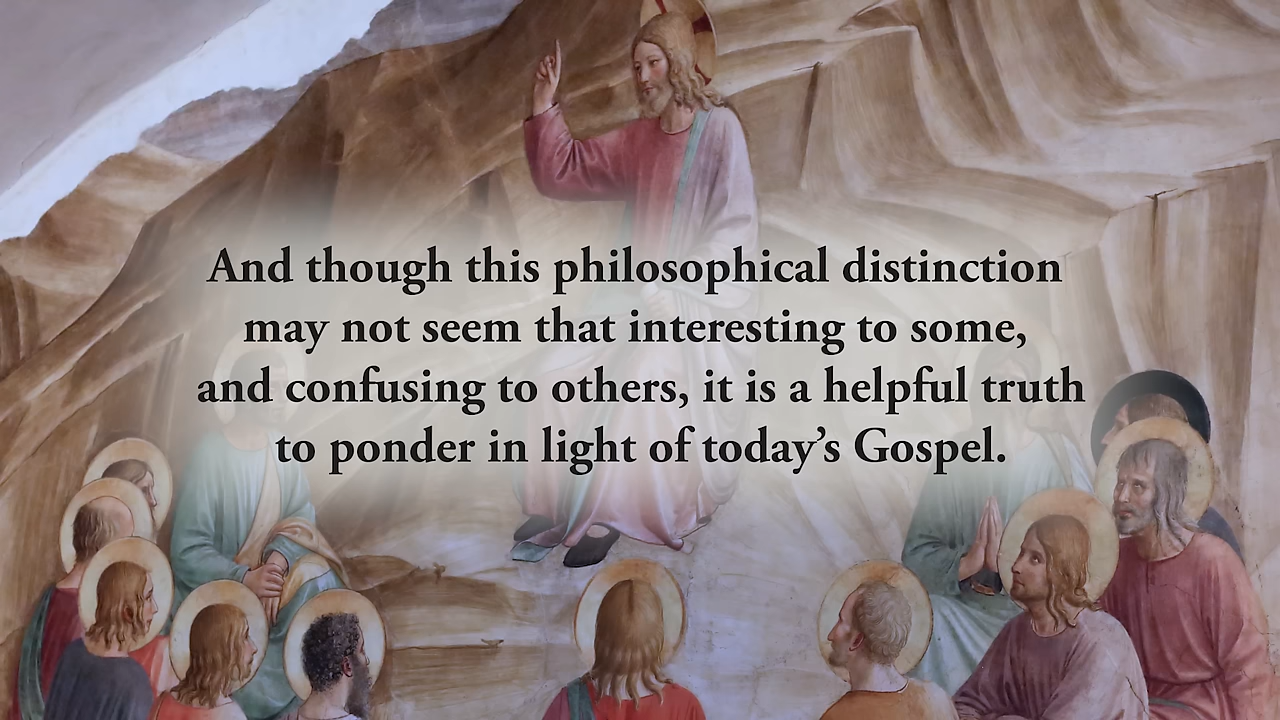 And though this philosophical distinction
may not seem that interesting to some,
and confusing to others, it is a helpful truth
to ponder in light of today’s Gospel.